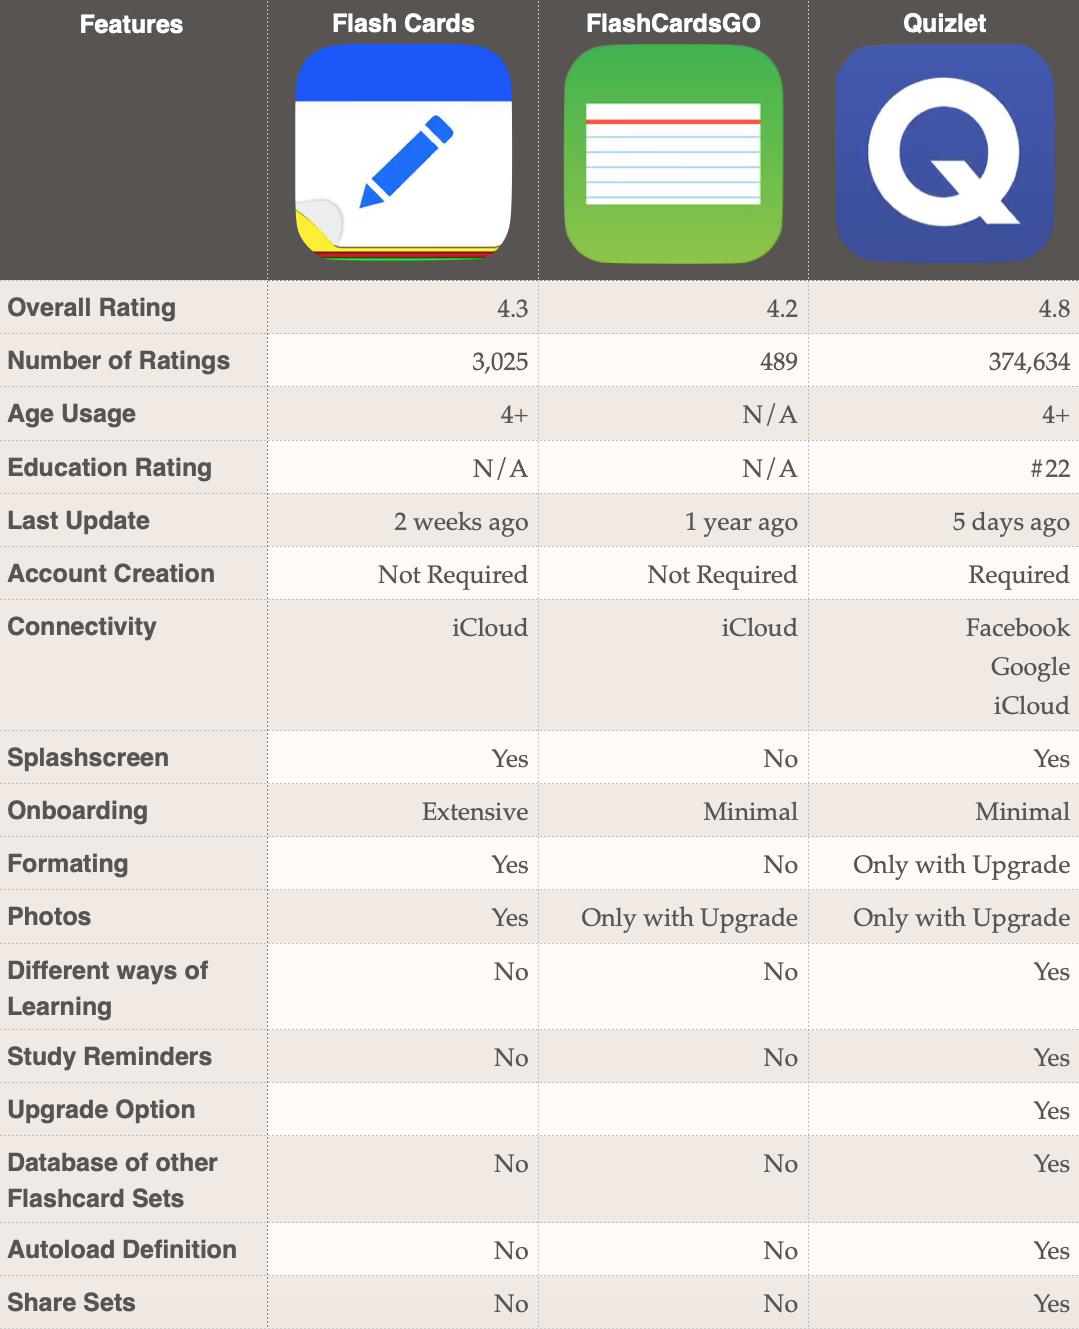 Features Flash Cards FlashCardsGO Quizlet
Overall Rating 4.3 4.2 4.8
Number of Ratings 3,025 489 374,634
Age Usage 4+ N/A 4+
Education Rating N/A N/A #22
Last Update 2 weeks ago 1 year ago 5 days ago
Account Creation Not Required Not Required Required
Connectivity iCloud iCloud Facebook
Google
iCloud
Splashscreen Yes No Yes
Onboarding Extensive Minimal Minimal
Formating Yes No Only with Upgrade
Photos Yes Only with Upgrade Only with Upgrade
Different ways of No No Yes
Learning
Study Reminders No No Yes
Upgrade Option Yes
Database of other No No Yes
Flashcard Sets
Autoload Definition No No Yes
Share Sets No No Yes